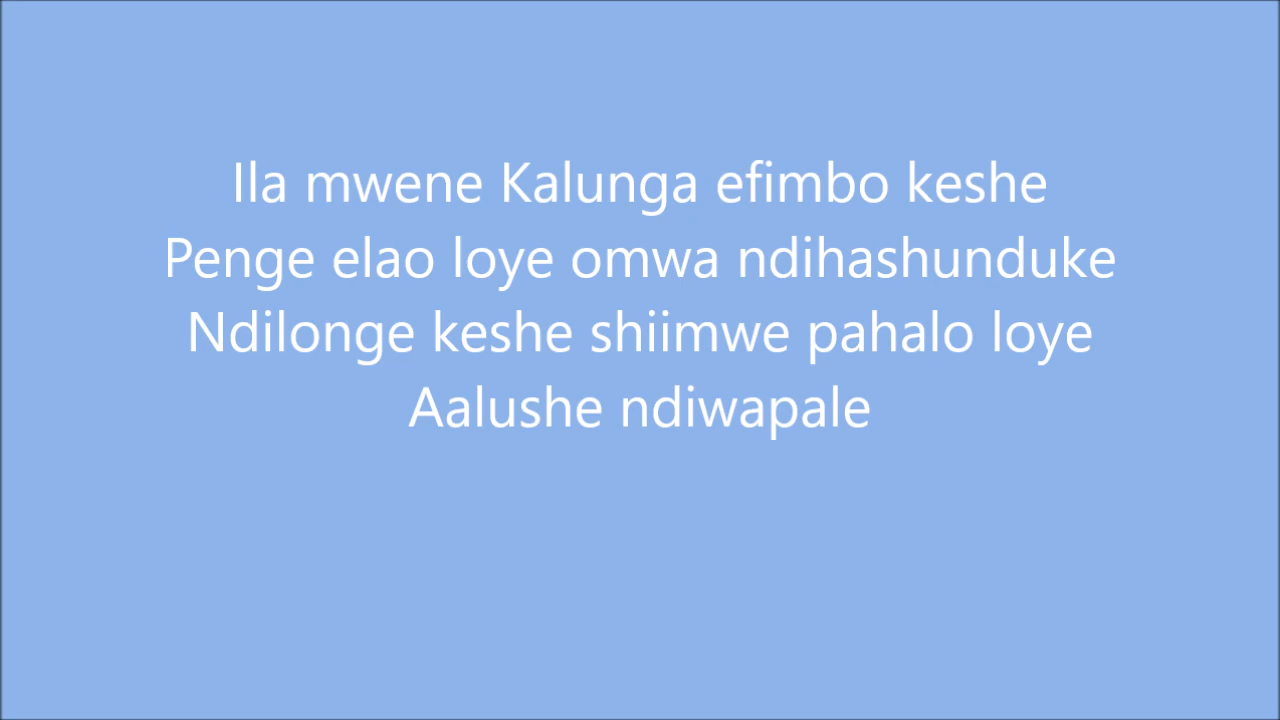 Ila mwene Kalunga efimbo keshe
Penge elao loye omwa ndihashunduke
Ndilonge keshe shiimwe pahalo loye
Aalushe ndiwapale